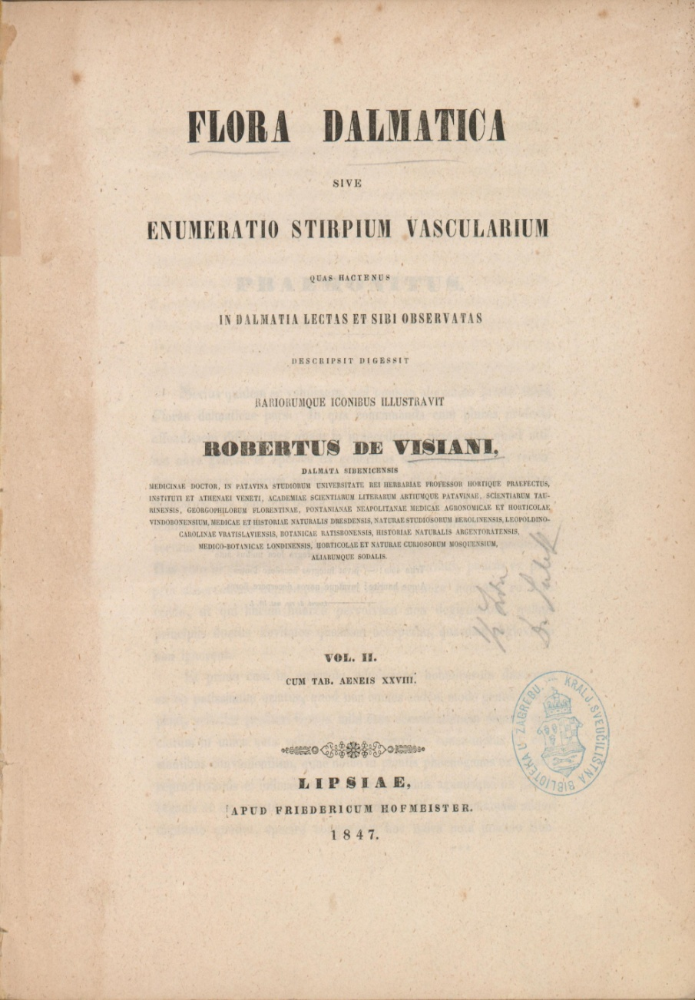 FLORA DALMATICA
SIVE
ENUMERATIO STIRPIUM VASCULARIUM
QUAS HACTENUS
IN DALMATIA LECTAS ET SIBI OBSERVATAS
DESCRIPSIT DIGESSIT
RARIORUMQUE ICONIBUS ILLUSTRAVIT
ROBERTUS DE VISIANI,
DALMATA SIBENICENSIS
MEDICINAE DOCTOR, IN PATAVINA STUDIORUM UNIVERSITATE REI HERBARIAE PROFESSOR HORTIQUE PRAEFECTUS,
INSTITUTI ET ATHENAEI VENETI, ACADEMIAE SCIENTIARUM LITERARUM ARTIUMQUE PATAVINAE, SCIENTIARUM TAU-
RINENSIS, GEORGOPHILORUM FLORENTINAE, PONTANIANAE NEAPOLITANAE MEDICAE AGRONOMICAE ET HORTICOLAE
VINDOBONENSIUM, MEDICAE ET HISTORIAE NATURALIS DRESDENSIS, NATURAE STUDIOSORUM BEROLINENSIS, LEOPOLDINO-
CAROLINAE VRATISLAVIENSIS, BOTANICAE RATISBONENSIS, HISTORIAE NATURALIS ARGENTORATENSIS,
MEDICO-BOTANICAE LONDINENSIS, HORTICOLAE ET NATURAE CURIOSORUM MOSQUENSIUM,
ALIARUMQUE SODALIS.
VOL. II.
CUM TAB. AENEIS XXVIII.
KRALJ. SVEUČILIŠTNA BIBLIOTEKA U ZAGREBU.
LIPSIAE,
APUD FRIEDERICUM HOFMEISTER.
1847.